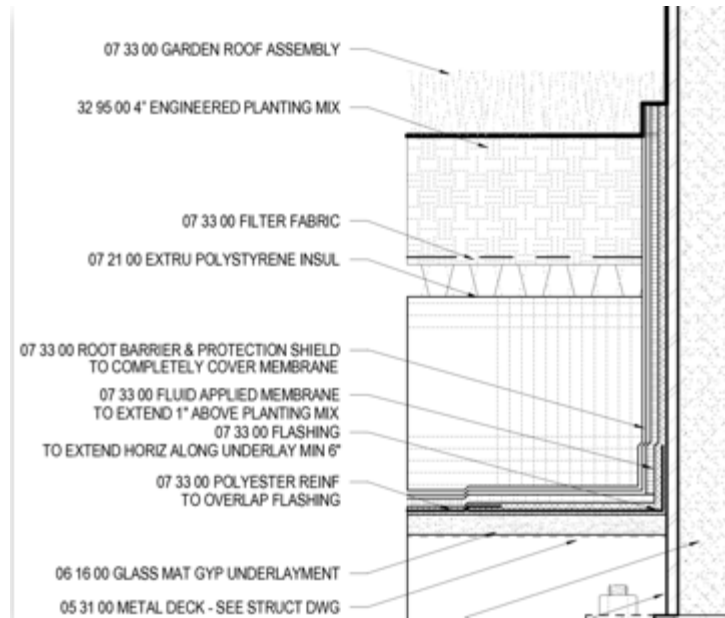 07 33 00 GARDEN ROOF ASSEMBLY
32 95 00 4" ENGINEERED PLANTING MIX
07 33 00 FILTER FABRIC
07 21 00 EXTRU POLYSTYRENE INSUL
07 33 00 ROOT BARRIER & PROTECTION SHIELD
TO COMPLETELY COVER MEMBRANE
07 33 00 FLUID APPLIED MEMBRANE
TO EXTEND 1" ABOVE PLANTING MIX
07 33 00 FLASHING
TO EXTEND HORIZ ALONG UNDERLAY MIN 6"
07 33 00 POLYESTER REINF
TO OVERLAP FLASHING
06 16 00 GLASS MAT GYP UNDERLAYMENT
05 31 00 METAL DECK - SEE STRUCT DWG